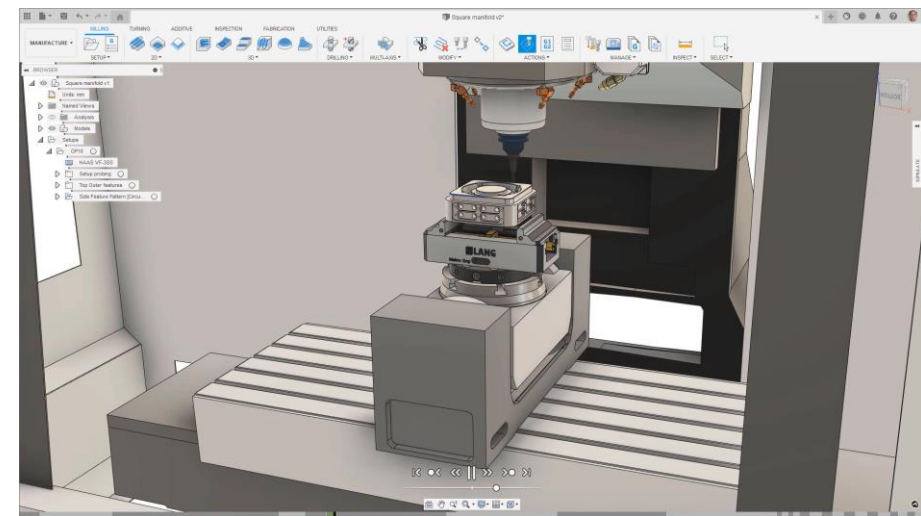 Square manifold v2*
MILLING TURNING ADDITIVE INSPECTION FABRICATION UTILITIES
MANUFACTURE
SETUP 2D 3D DRILLING MULTI-AXIS MODIFY ACTIONS MANAGE INSPECT SELECT
BROWSER
Square manifold v1
Units: mm
Named Views
Analysis
Models
Setups
OP10
HAAS VF-3SS
Setup probing
Top Outer features
Side Feature Pattern [Circu...
LANG